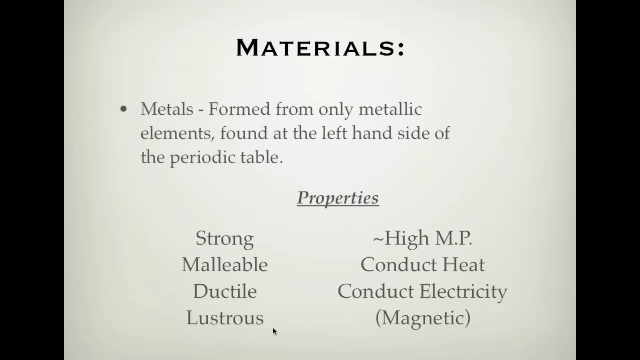 MATERIALS:
• Metals - Formed from only metallic
elements, found at the left hand side of
the periodic table.
Properties
Strong ~High M.P.
Malleable Conduct Heat
Ductile Conduct Electricity
Lustrous (Magnetic)